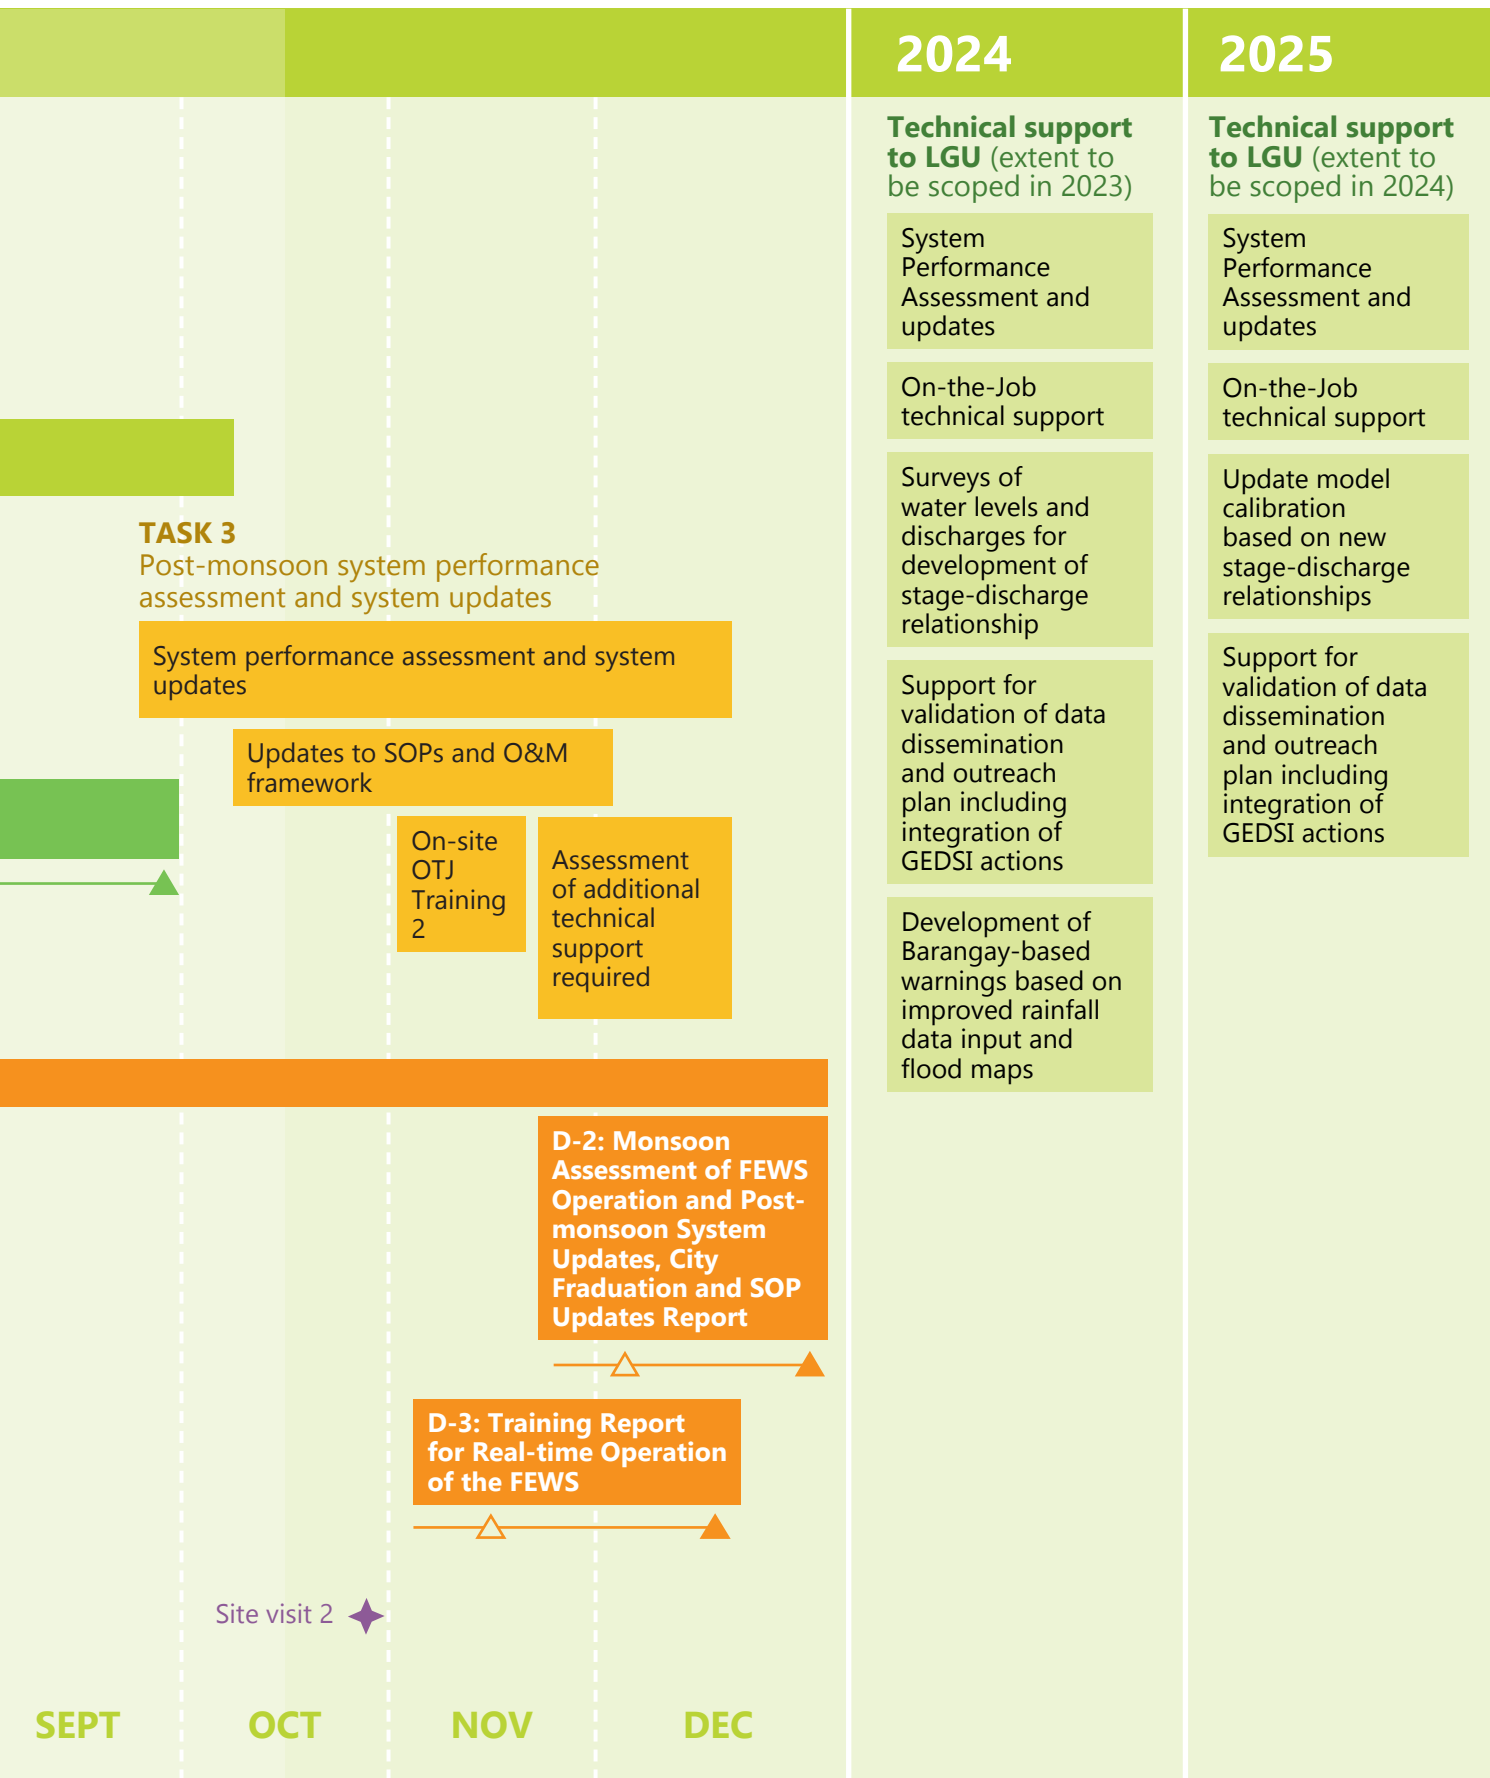 2024
2025
Technical support
to LGU (extent to
be scoped in 2023)
System
Performance
Assessment and
updates
On-the-Job
technical support
Surveys of
water levels and
discharges for
development of
stage-discharge
relationship
Support for
validation of data
dissemination
and outreach
plan including
integration of
GEDSI actions
Development of
Barangay-based
warnings based on
improved rainfall
data input and
flood maps
Technical support
to LGU (extent to
be scoped in 2024)
System
Performance
Assessment and
updates
On-the-Job
technical support
Update model
calibration
based on new
stage-discharge
relationships
Support for
validation of data
dissemination
and outreach
plan including
integration of
GEDSI actions
TASK 3
Post-monsoon system performance
assessment and system updates
System performance assessment and system
updates
Updates to SOPs and O&M
framework
On-site
OTJ
Training
2
Assessment
of additional
technical
support
required
D-2: Monsoon
Assessment of FEWS
Operation and Post-
monsoon System
Updates, City
Fraduation and SOP
Updates Report
D-3: Training Report
for Real-time Operation
of the FEWS
Site visit 2
SEPT
OCT
NOV
DEC